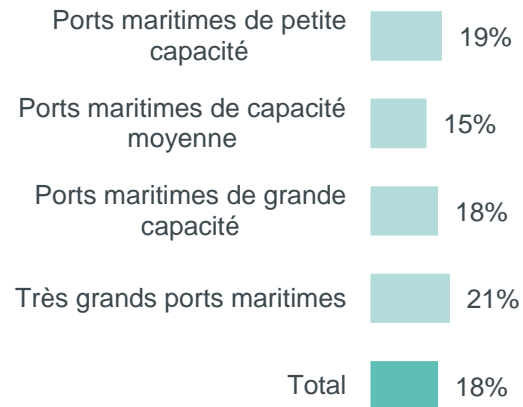 Ports maritimes de petite
capacité
19%
Ports maritimes de capacité
moyenne
15%
Ports maritimes de grande
capacité
18%
Très grands ports maritimes
21%
Total
18%